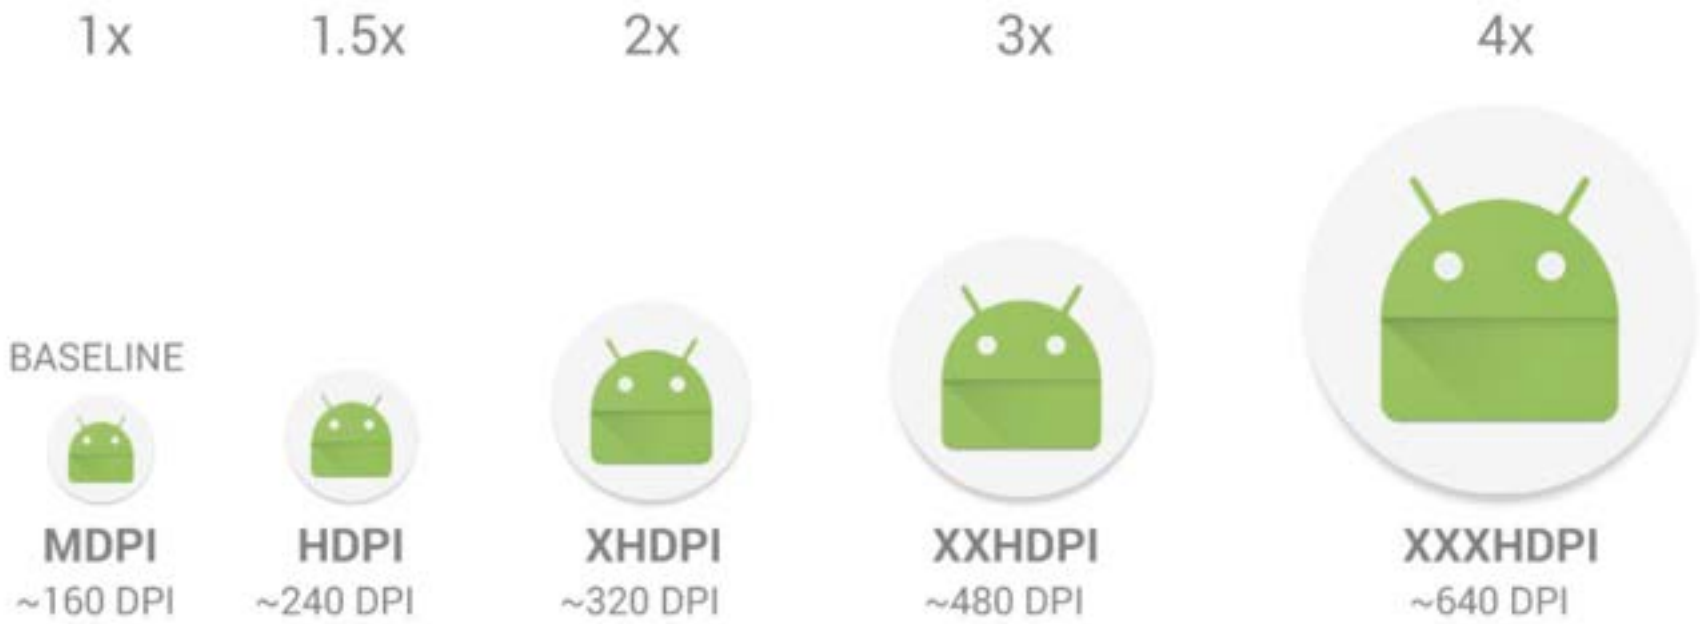 1x 1.5x 2x 3x 4x
BASELINE
MDPI HDPI XHDPI XXHDPI XXXHDPI
~160 DPI ~240 DPI ~320 DPI ~480 DPI ~640 DPI